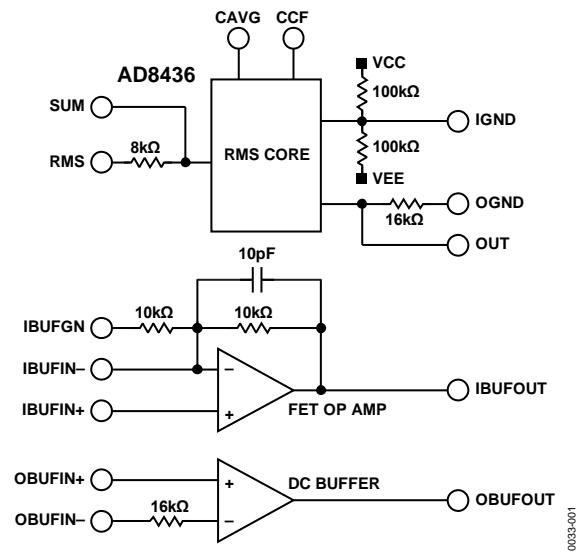 CAVG CCF
AD8436
VCC
100kΩ
SUM
IGND
8kΩ
RMS
RMS CORE
100kΩ
VEE
OGND
16kΩ
OUT
10pF
10kΩ
10kΩ
IBUFGN
IBUFIN–
–
IBUFOUT
FET OP AMP
IBUFIN+
+
OBUFIN+
+
DC BUFFER
OBUFOUT
16kΩ
OBUFIN–
–
0033-001